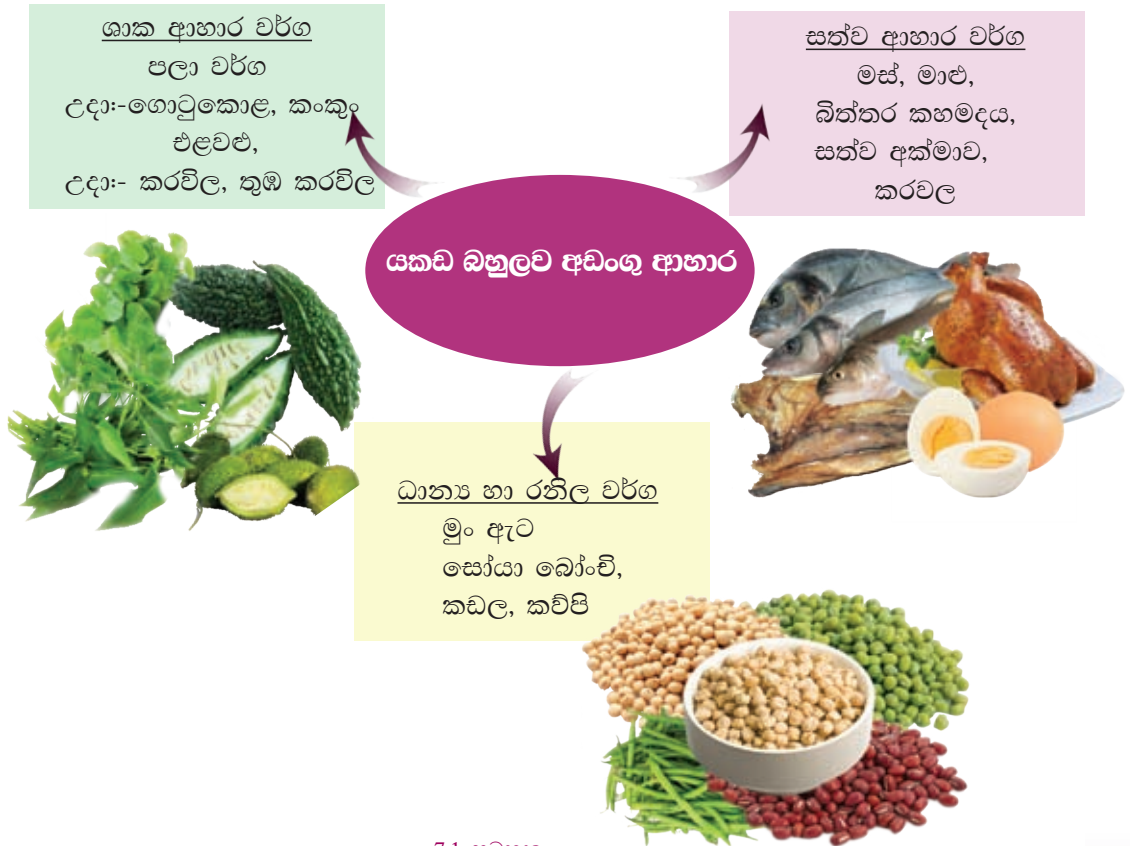 ශාක ආහාර වර්ග
පලා වර්ග
උදා:-ගොටුකොළ, කංකුං
එළවළු,
උදා:- කරවිල, තුඹ කරවිල
සත්ව ආහාර වර්ග
මස්, මාළු,
බිත්තර කහමදය,
සත්ව අක්මාව,
කරවල
යකඩ බහුලව අඩංගු ආහාර
ධාන්‍ය හා රනිල වර්ග
මුං ඇට
සෝයා බෝංචි,
කඩල, කව්පි